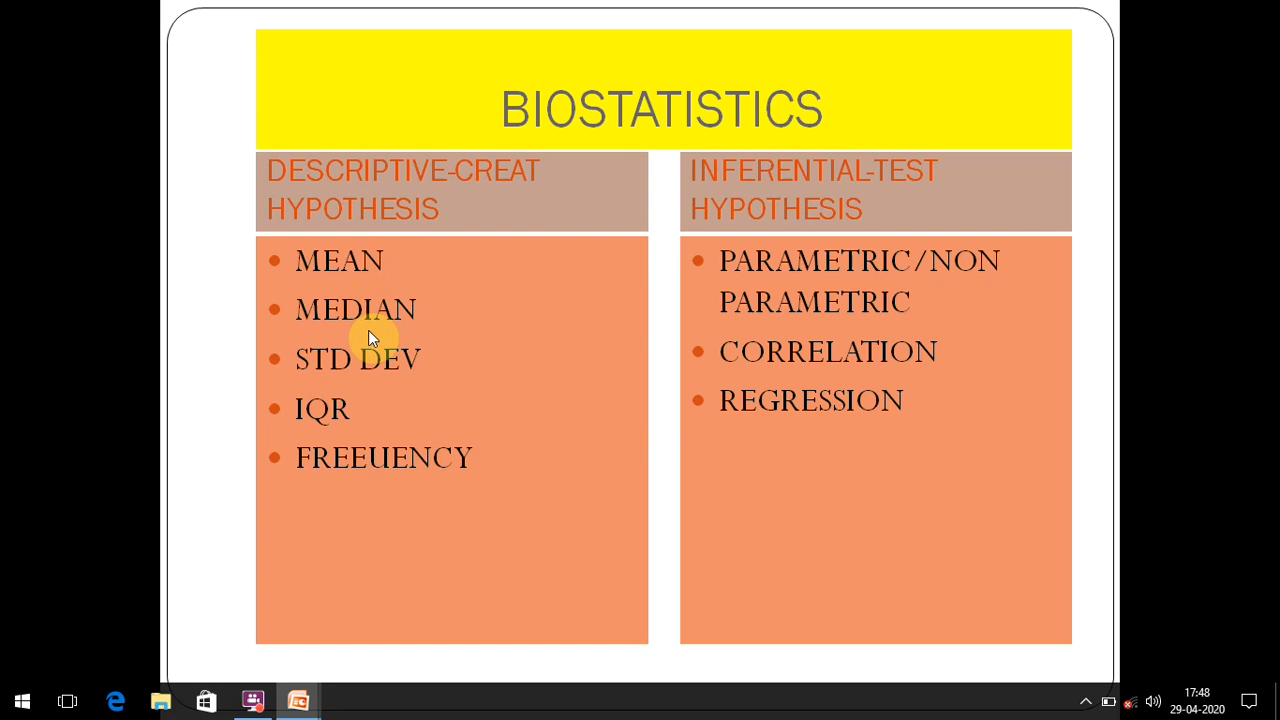 BIOSTATISTICS
DESCRIPTIVE-CREAT
HYPOTHESIS
MEAN
MEDIAN
STD DEV
IQR
FREEUENCY
INFERENTIAL-TEST
HYPOTHESIS
PARAMETRIC/NON
PARAMETRIC
CORRELATION
REGRESSION
17:48
29-04-2020